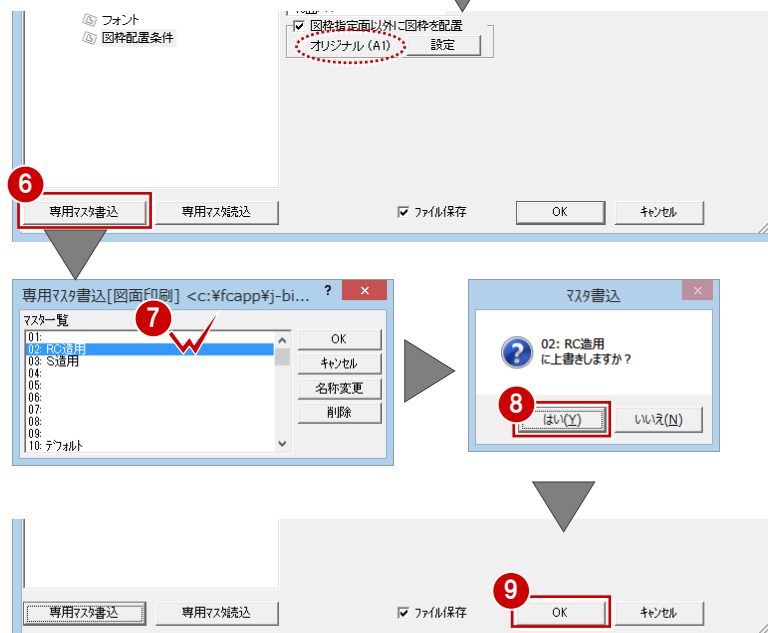 フォント
図枠配置条件
図枠指定面以外に図枠を配置
オリジナル (A1)
設定
6
専用マスタ書込
専用マスタ読込
ファイル保存
OK
キャンセル
専用マスタ書込[図面印刷] <c:¥fcapp¥j-bi...
?
×
7
マスター覧
01:
02: RC造用
03: S造用
04:
05:
06:
07:
08:
09:
10: デフォルト
OK
キャンセル
名称変更
削除
マスタ書込
×
02: RC造用
に上書きしますか？
8
はい(Y)
いいえ(N)
専用マスタ書込
専用マスタ読込
ファイル保存
9
OK
キャンセル